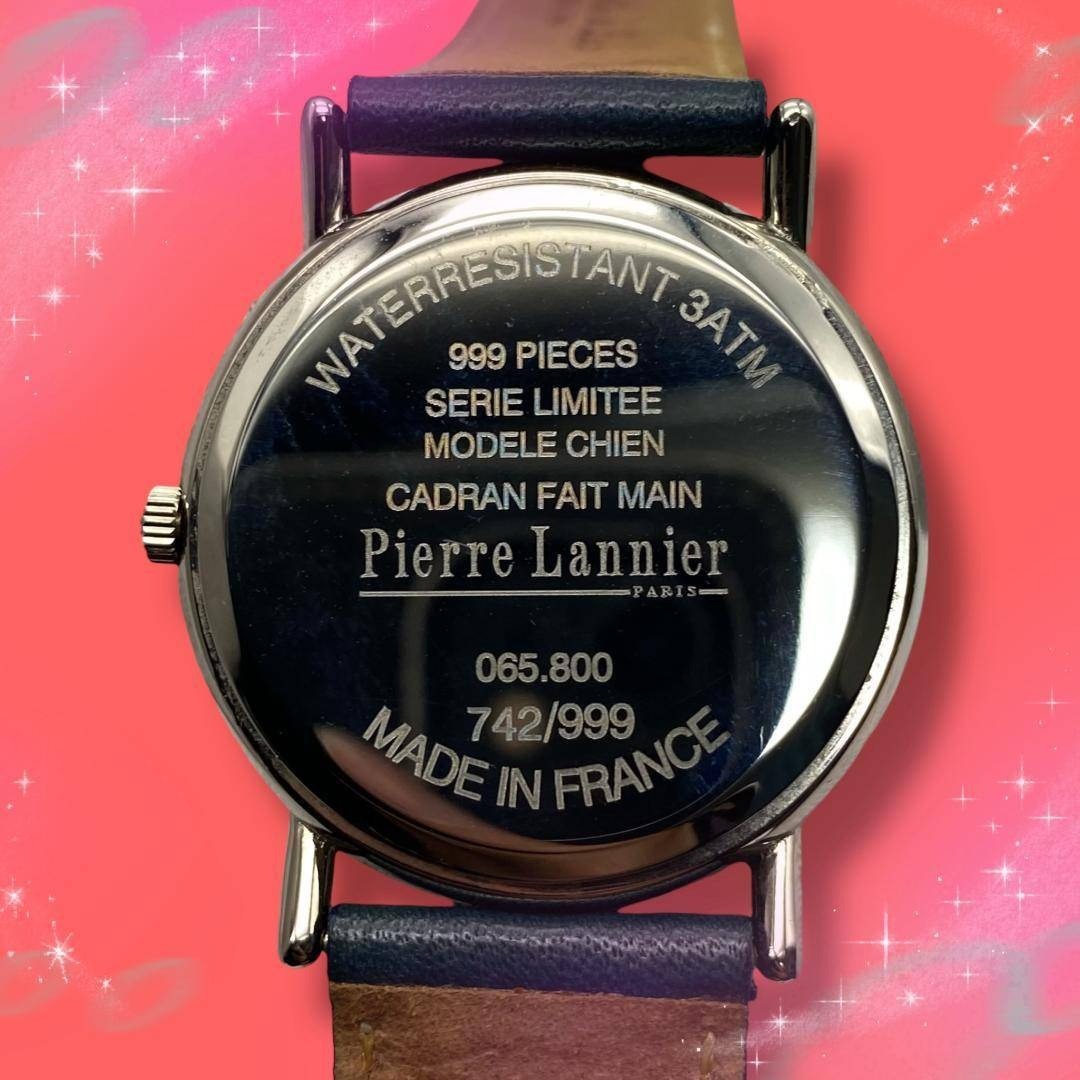 WATERRESISTANT 3ATM
999 PIECES
SERIE LIMITEE
MODELE CHIEN
CADRAN FAIT MAIN
Pierre Lannier
PARIS
065.800
742/999
MADE IN FRANCE